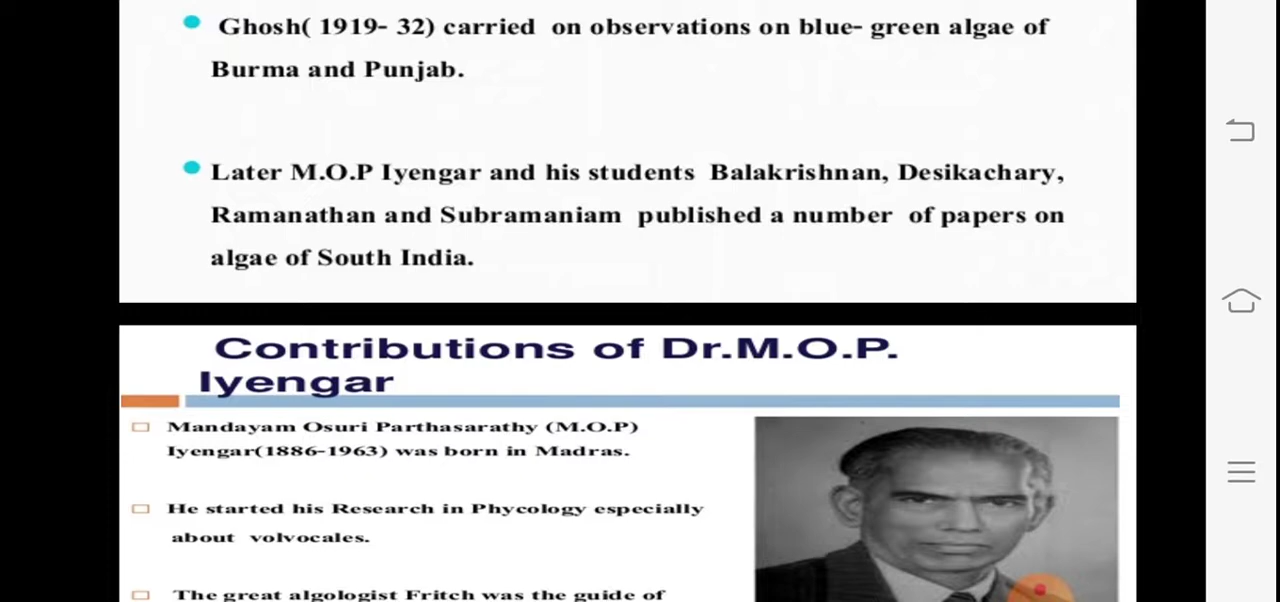 Ghosh( 1919- 32) carried on observations on blue- green algae of
Burma and Punjab.
Later M.O.P Iyengar and his students Balakrishnan, Desikachary,
Ramanathan and Subramaniam published a number of papers on
algae of South India.
Contributions of Dr.M.O.P.
Iyengar
Mandayam Osuri Parthasarathy (M.O.P)
Iyengar(1886-1963) was born in Madras.
He started his Research in Phycology especially
about volvocales.
The great algologist Fritch was the guide of